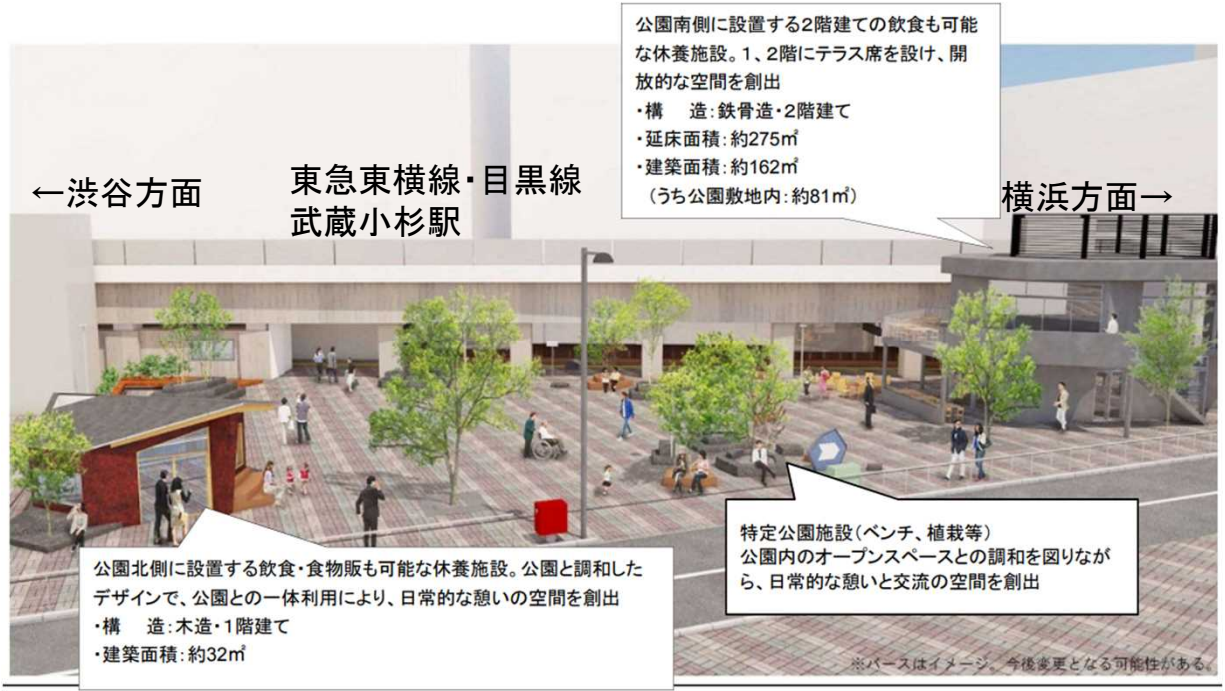 公園南側に設置する2階建ての飲食も可能
な休養施設。1、2階にテラス席を設け、開
放的な空間を創出
・構　造：鉄骨造・2階建て
・延床面積：約275㎡
・建築面積：約162㎡
（うち公園敷地内：約81㎡）
←渋谷方面
東急東横線・目黒線
武蔵小杉駅
横浜方面→
特定公園施設（ベンチ、植栽等）
公園内のオープンスペースとの調和を図りなが
ら、日常的な憩いと交流の空間を創出
公園北側に設置する飲食・食物販も可能な休養施設。公園と調和した
デザインで、公園との一体利用により、日常的な憩いの空間を創出
・構　造：木造・1階建て
・建築面積：約32㎡
※パースはイメージ。今後変更となる可能性がある。